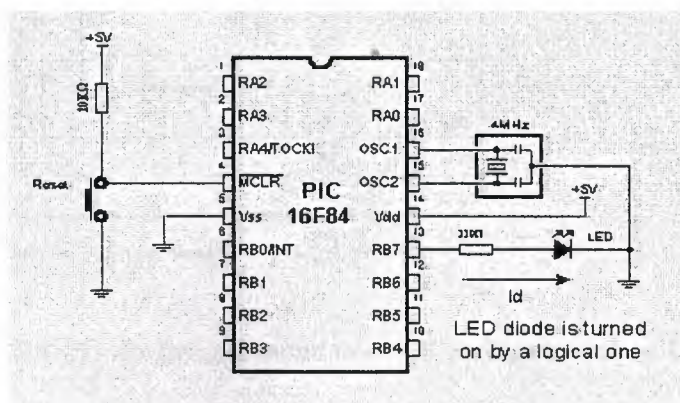 +5V
10KΩ
Reset
1
RA2
2
RA3
3
RA4/TOCKI
4
MCLR
5
Vss
6
RB0/INT
7
RB1
8
RB2
9
RB3
PIC
16F84
18
RA1
17
RA0
16
OSC1
15
OSC2
14
Vdd
13
RB7
12
RB6
11
RB5
10
RB4
4MHz
+5V
LED
Id
LED diode is turned
on by a logical one